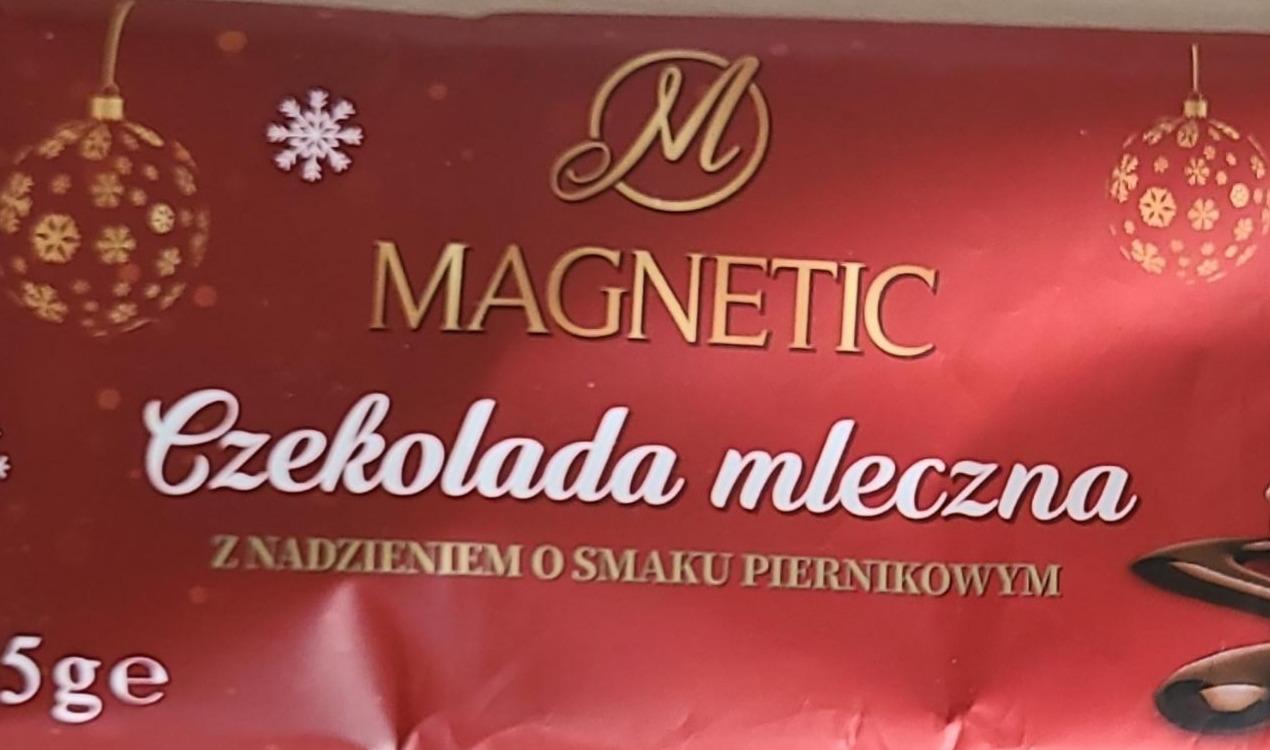 M
MAGNETIC
Czekolada mleczna
Z NADZIENIEM O SMAKU PIERNIKOWYM
5ge